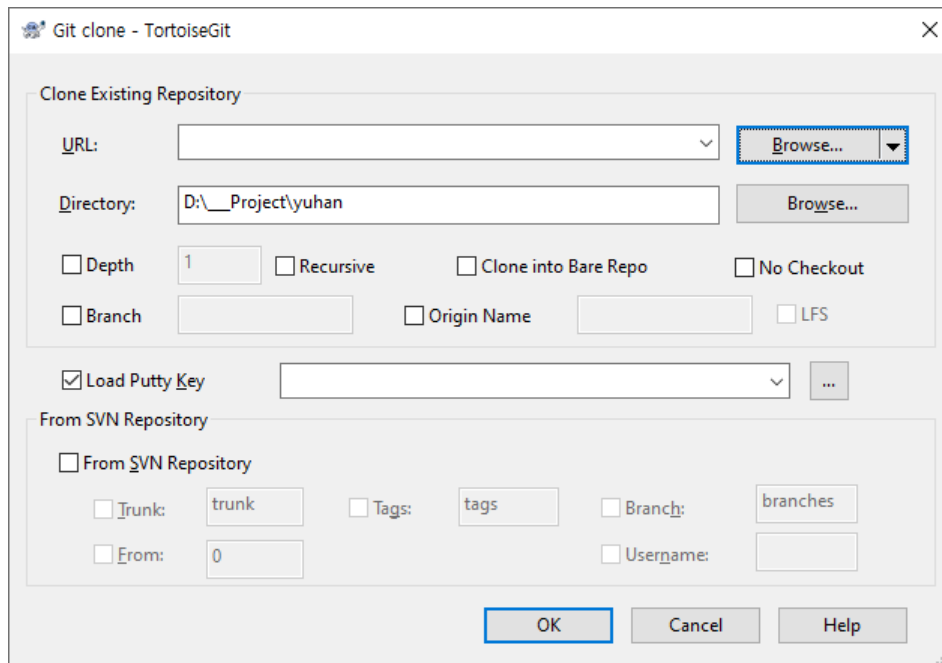 Git clone - TortoiseGit
Clone Existing Repository
URL:
Browse...
Directory:
D:\__Project\yuhan
Browse...
Depth
1
Recursive
Clone into Bare Repo
No Checkout
Branch
Origin Name
LFS
Load Putty Key
...
From SVN Repository
From SVN Repository
Trunk:
trunk
Tags:
tags
Branch:
branches
From:
0
Username:
OK
Cancel
Help